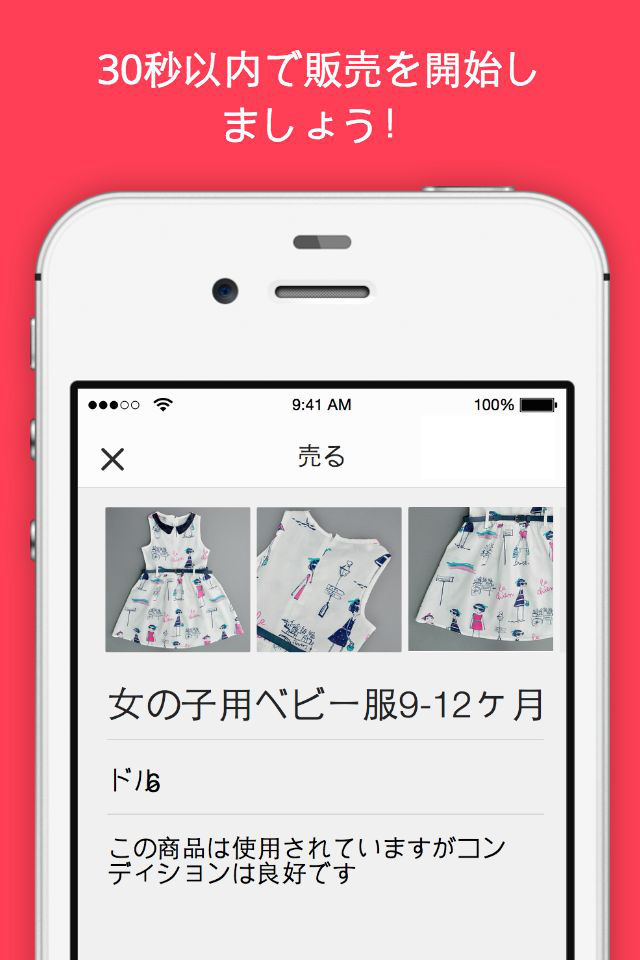 30秒以内で販売を開始し
ましょう！
9:41 AM
100%
売る
女の子用ベビー服9-12ケ月
ドル6
この商品は使用されていますがコン
ディションは良好です